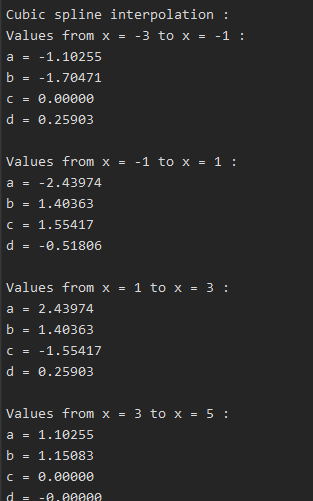 Cubic spline interpolation :
Values from x = -3 to x = -1 :
a = -1.10255
b = -1.70471
c = 0.00000
d = 0.25903
Values from x = -1 to x = 1 :
a = -2.43974
b = 1.40363
c = 1.55417
d = -0.51806
Values from x = 1 to x = 3 :
a = 2.43974
b = 1.40363
c = -1.55417
d = 0.25903
Values from x = 3 to x = 5 :
a = 1.10255
b = 1.15083
c = 0.00000
d = -0.00000